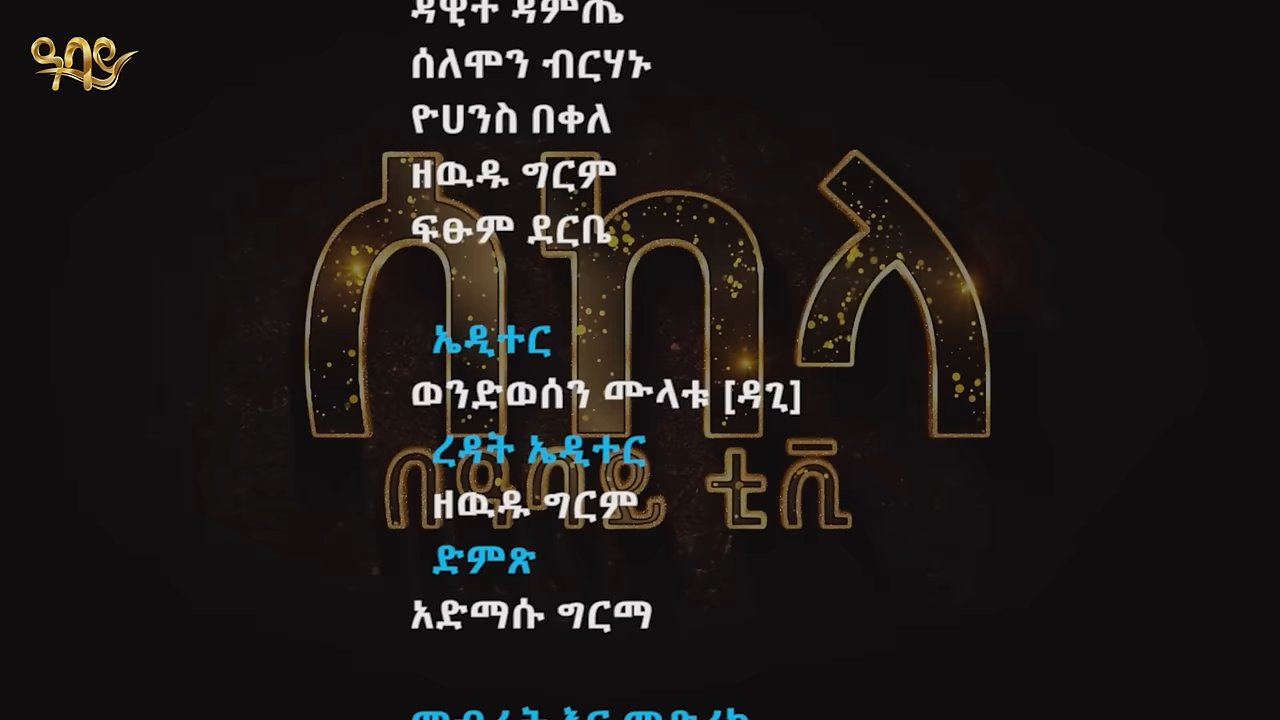 ዓባይ
ዳዊት ዳምጤ
ሰለሞን ብርሃኑ
ዮሀንስ በቀለ
ዘዉዱ ግርም
ፍፁም ደርቤ
ሰከላ
ኤዲተር
ወንድወሰን ሙላቱ [ዳጊ]
ረዳት ኤዲተር
በዓባይ ቲቪ
ዘዉዱ ግርም
ድምጽ
አድማሱ ግርማ